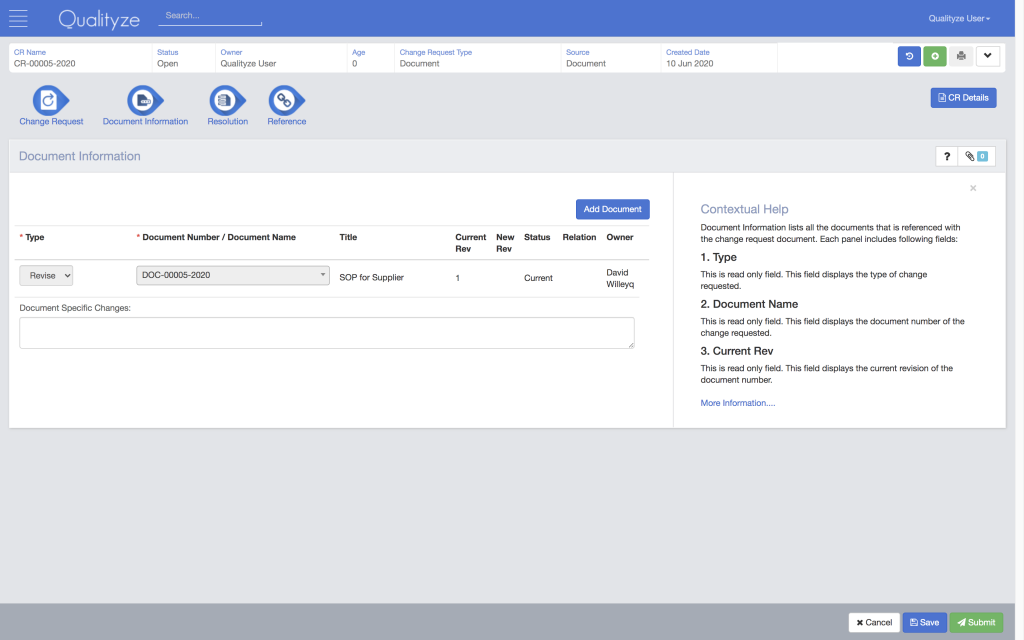 Qualityze
Search...
Qualityze User
CR Name
CR-00005-2020
Status
Open
Owner
Qualityze User
Age
0
Change Request Type
Document
Source
Document
Created Date
10 Jun 2020
Change Request
Document Information
Resolution
Reference
CR Details
Document Information
? 0
Add Document
* Type
* Document Number / Document Name
Title
Current
Rev
New
Rev
Status
Relation
Owner
Revise
DOC-00005-2020
SOP for Supplier
1
Current
David
Willeyq
Document Specific Changes:
×
Contextual Help
Document Information lists all the documents that is referenced with
the change request document. Each panel includes following fields:
1. Type
This is read only field. This field displays the type of change
requested.
2. Document Name
This is read only field. This field displays the document number of the
change requested.
3. Current Rev
This is read only field. This field displays the current revision of the
document number.
More Information....
Cancel
Save
Submit